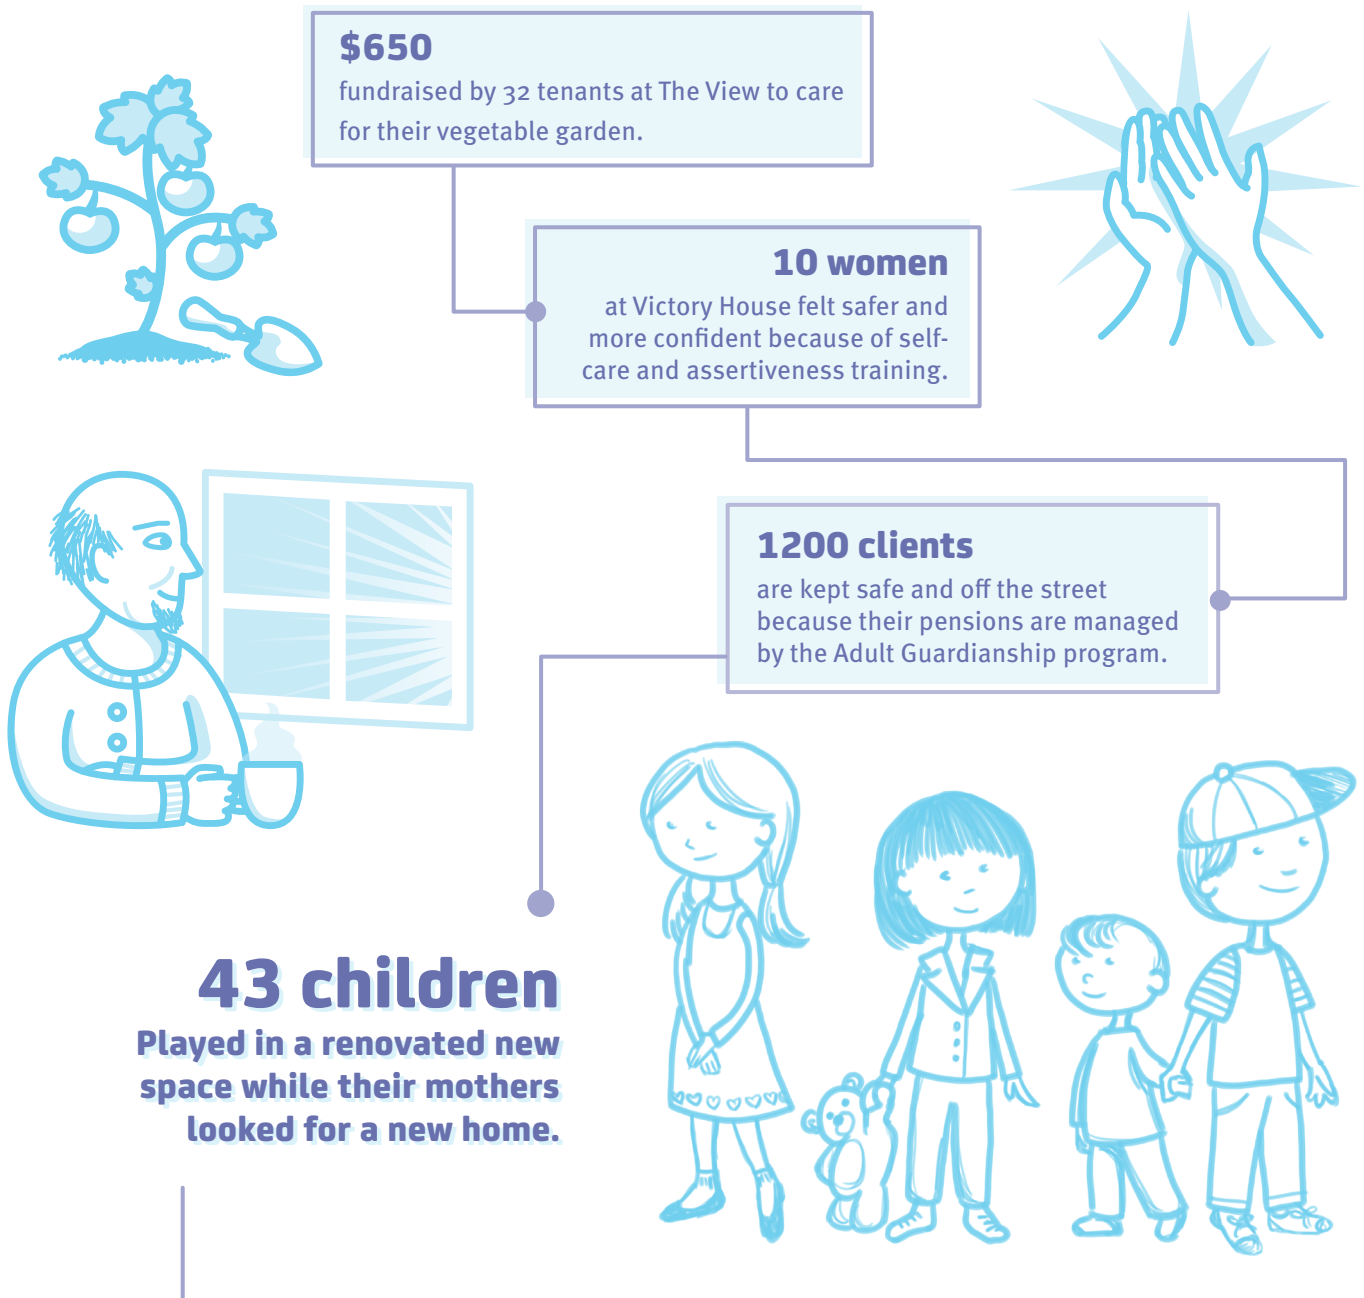 $650
fundraised by 32 tenants at The View to care
for their vegetable garden.
10 women
at Victory House felt safer and
more confident because of self-
care and assertiveness training.
1200 clients
are kept safe and off the street
because their pensions are managed
by the Adult Guardianship program.
43 children
Played in a renovated new
space while their mothers
looked for a new home.